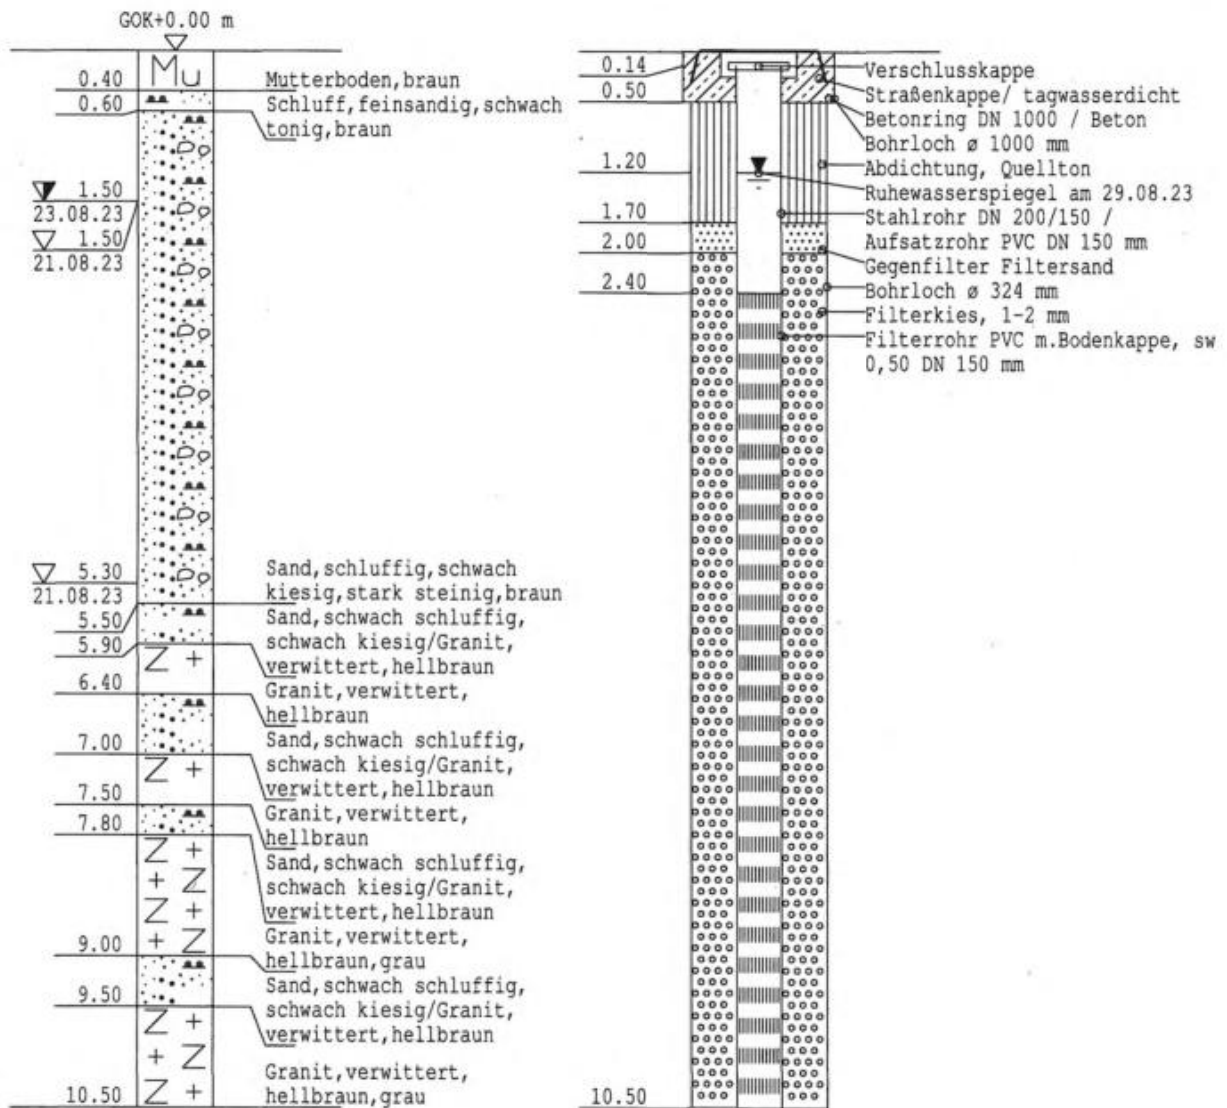 GOK+0.00 m
Mu
0.40
Mutterboden,braun
0.60
Schluff,feinsandig,schwach
tonig,braun
1.50
23.08.23
1.50
21.08.23
5.30
21.08.23
Sand,schluffig,schwach
kiesig,stark steinig,braun
5.50
Sand,schwach schluffig,
schwach kiesig/Granit,
verwittert,hellbraun
5.90
Z +
6.40
Granit,verwittert,
hellbraun
7.00
Sand,schwach schluffig,
schwach kiesig/Granit,
verwittert,hellbraun
Z +
7.50
Granit,verwittert,
hellbraun
7.80
Sand,schwach schluffig,
schwach kiesig/Granit,
verwittert,hellbraun
Z +
+ Z
Z +
+ Z
9.00
Granit,verwittert,
hellbraun,grau
9.50
Sand,schwach schluffig,
schwach kiesig/Granit,
verwittert,hellbraun
Z +
+ Z
Z +
10.50
Granit,verwittert,
hellbraun,grau
0.14
0.50
1.20
1.70
2.00
2.40
10.50
Verschlusskappe
Straßenkappe/ tagwasserdicht
Betonring DN 1000 / Beton
Bohrloch ø 1000 mm
Abdichtung, Quellton
Ruhewasserspiegel am 29.08.23
Stahlrohr DN 200/150 /
Aufsatzrohr PVC DN 150 mm
Gegenfilter Filtersand
Bohrloch ø 324 mm
Filterkies, 1-2 mm
Filterrohr PVC m.Bodenkappe, sw
0,50 DN 150 mm